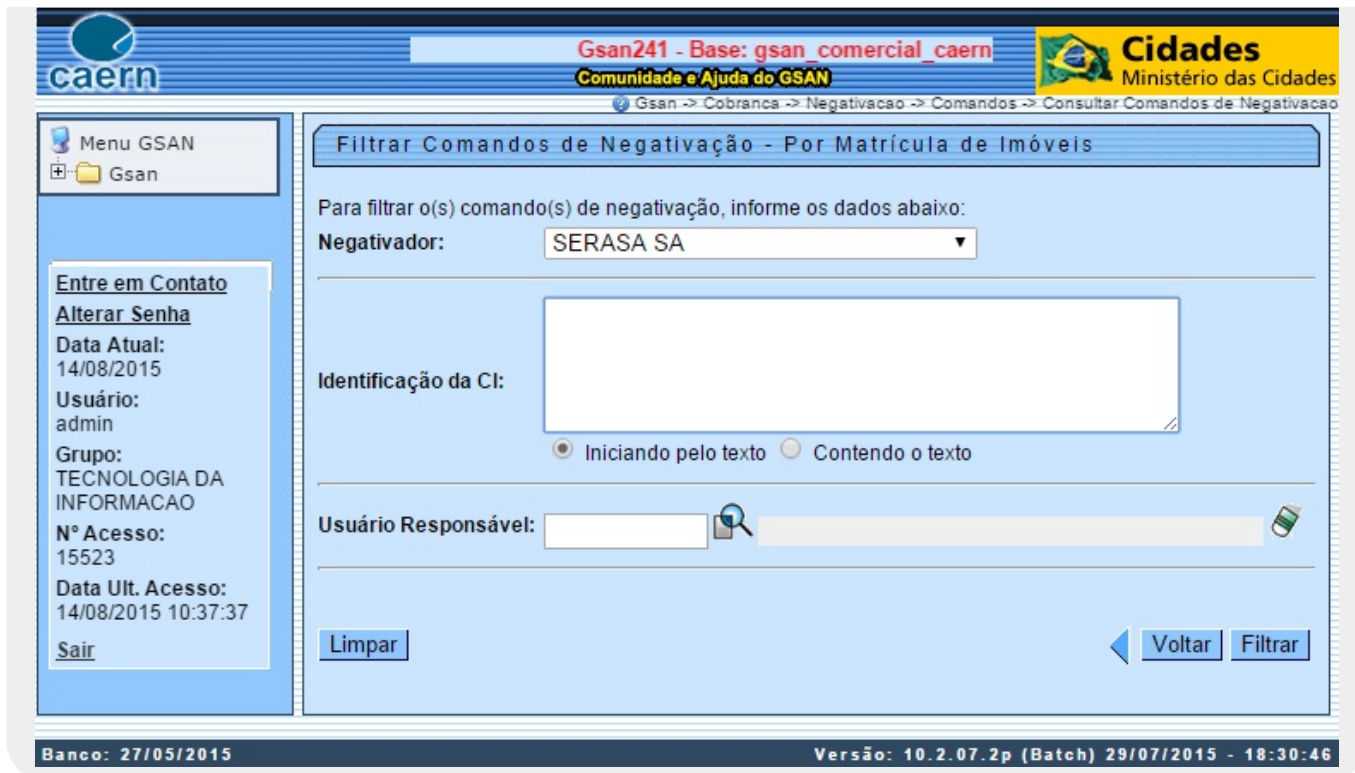 caern
Gsan241 - Base: gsan_comercial_caern
Comunidade e Ajuda do GSAN
Cidades
Ministério das Cidades
Gsan -> Cobranca -> Negativacao -> Comandos -> Consultar Comandos de Negativacao
Menu GSAN
Gsan
Entre em Contato
Alterar Senha
Data Atual:
14/08/2015
Usuário:
admin
Grupo:
TECNOLOGIA DA
INFORMACAO
Nº Acesso:
15523
Data Ult. Acesso:
14/08/2015 10:37:37
Sair
Filtrar Comandos de Negativação - Por Matrícula de Imóveis
Para filtrar o(s) comando(s) de negativação, informe os dados abaixo:
Negativador: SERASA SA
Identificação da CI:
Iniciando pelo texto Contendo o texto
Usuário Responsável:
Limpar Voltar Filtrar
Banco: 27/05/2015 Versão: 10.2.07.2p (Batch) 29/07/2015 - 18:30:46